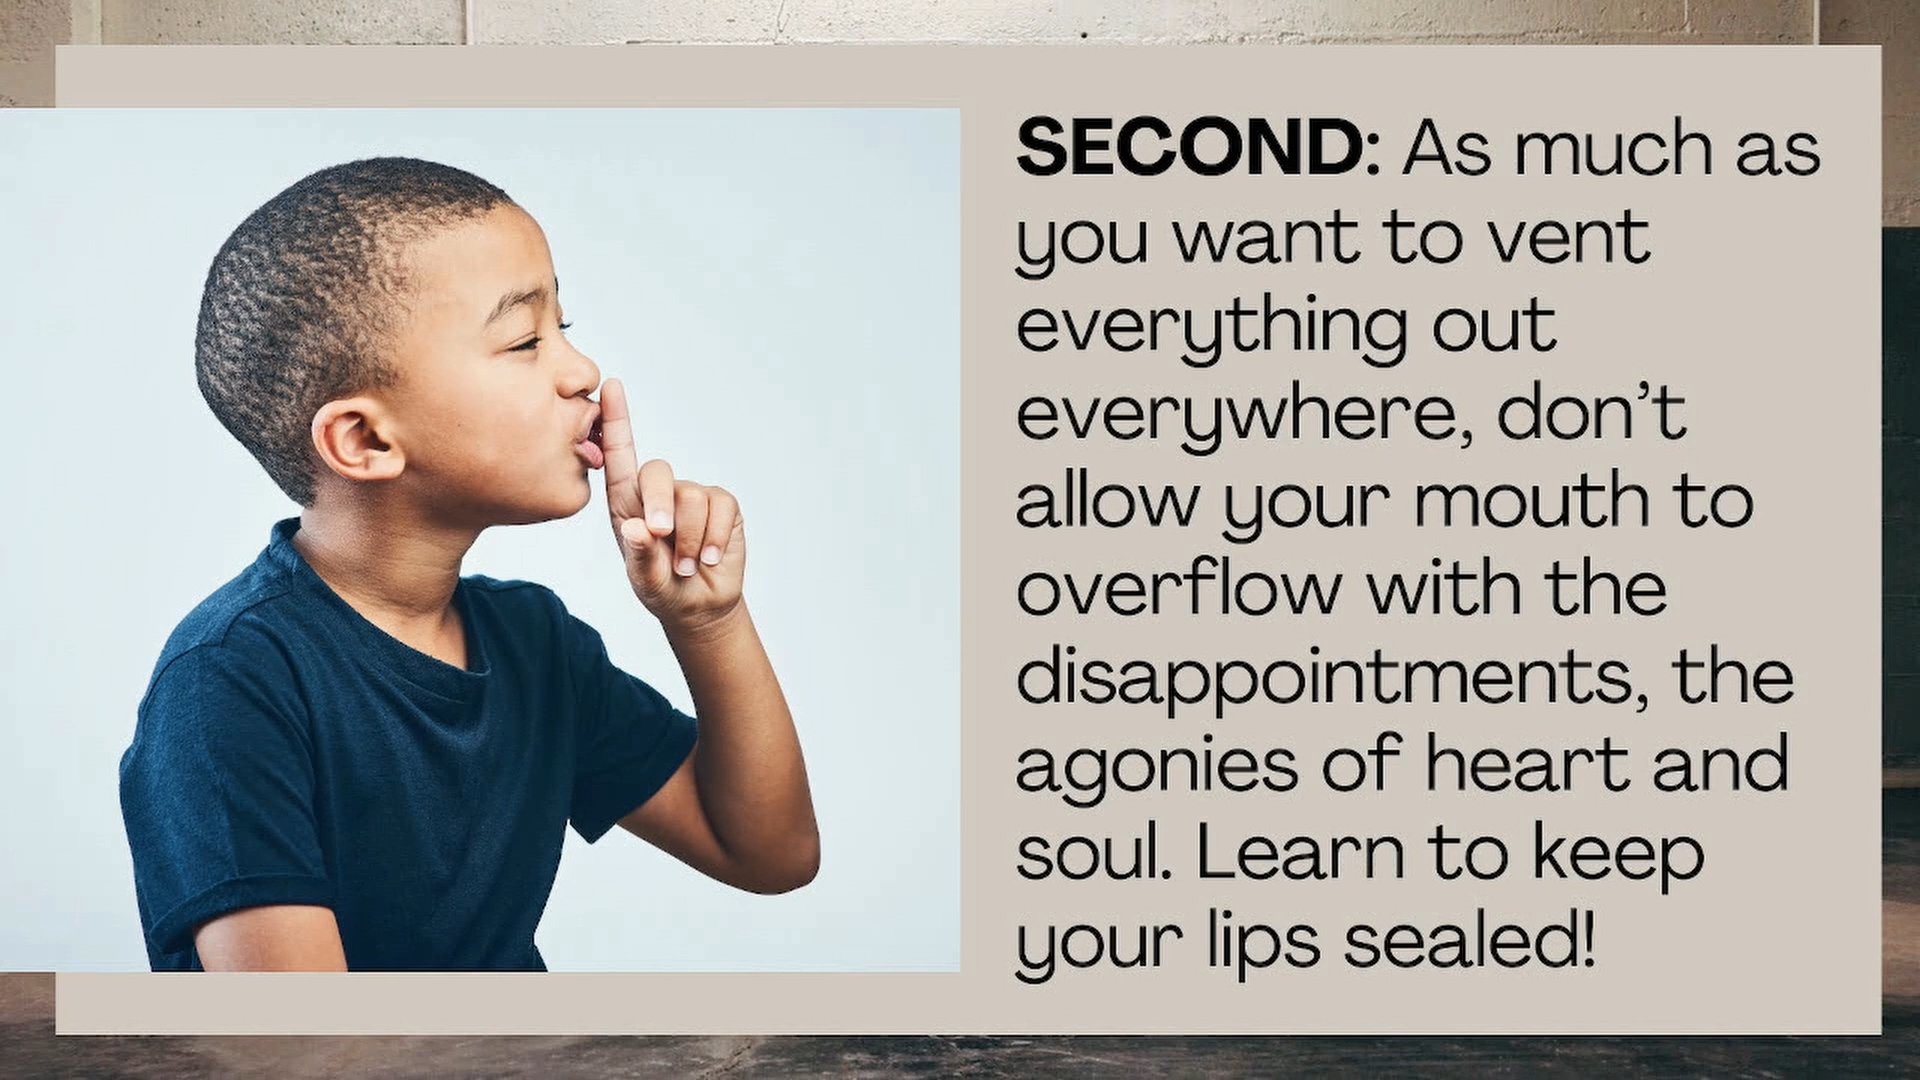 SECOND: As much as
you want to vent
everything out
everywhere, don’t
allow your mouth to
overflow with the
disappointments, the
agonies of heart and
soul. Learn to keep
your lips sealed!